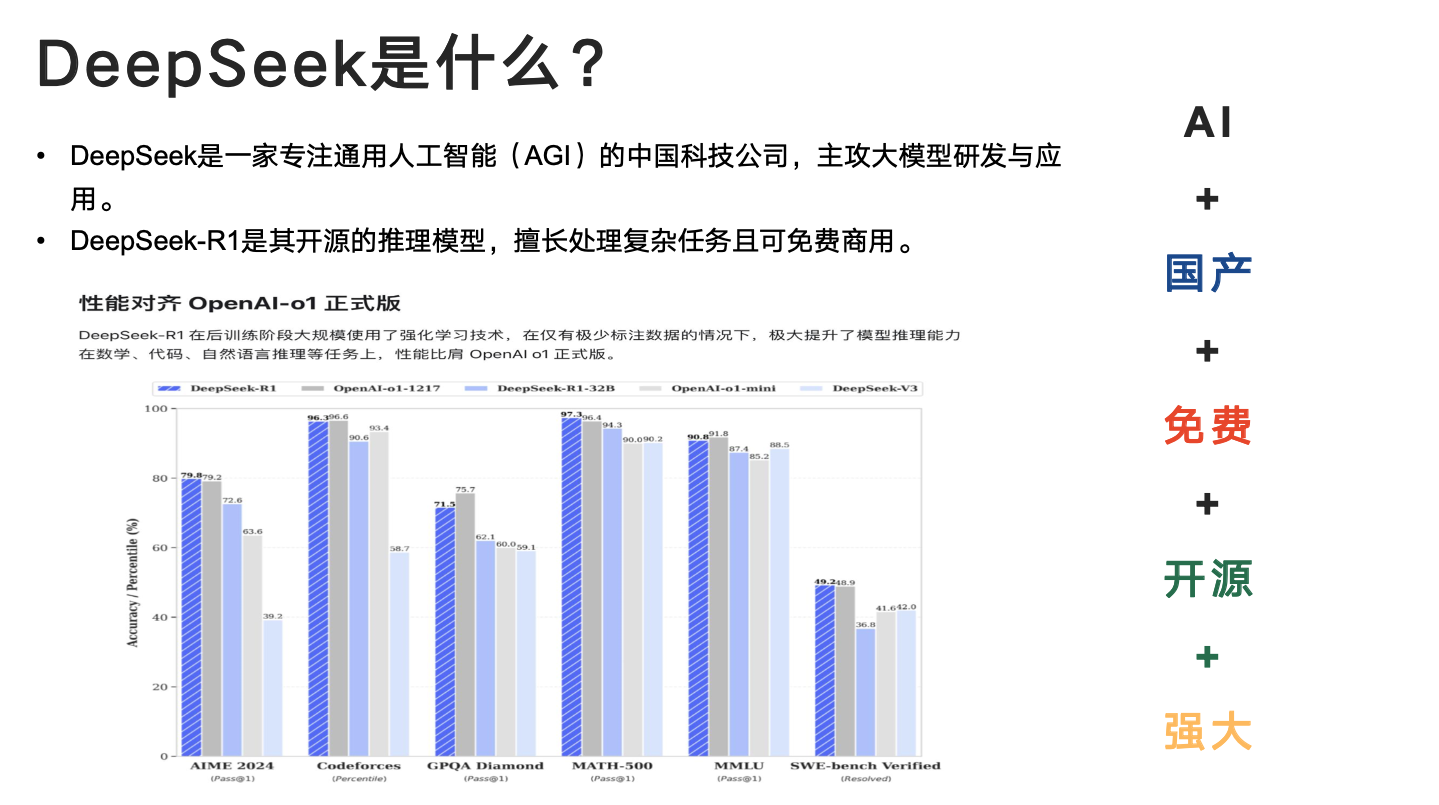 DeepSeek是什么？
• DeepSeek是一家专注通用人工智能（AGI）的中国科技公司，主攻大模型研发与应
用。
• DeepSeek-R1是其开源的推理模型，擅长处理复杂任务且可免费商用。
性能对齐 OpenAI-o1 正式版
DeepSeek-R1 在后训练阶段大规模使用了强化学习技术，在仅有极少标注数据的情况下，极大提升了模型推理能力
在数学、代码、自然语言推理等任务上，性能比肩 OpenAI o1 正式版。
DeepSeek-R1 OpenAI-o1-1217 DeepSeek-R1-32B OpenAI-o1-mini DeepSeek-V3
Accuracy / Percentile (%)
100
80
60
40
20
0
79.8 79.2 72.6 63.6 39.2
96.3 96.6 90.6 93.4 58.7
71.5 75.7 62.1 60.0 59.1
97.3 96.4 94.3 90.0 90.2
90.8 91.8 87.4 85.2 88.5
49.2 48.9 36.8 41.6 42.0
AIME 2024 Codeforces GPQA Diamond MATH-500 MMLU SWE-bench Verified
(Pass@1) (Percentile) (Pass@1) (Pass@1) (Pass@1) (Resolved)
AI
+
国产
+
免费
+
开源
+
强大